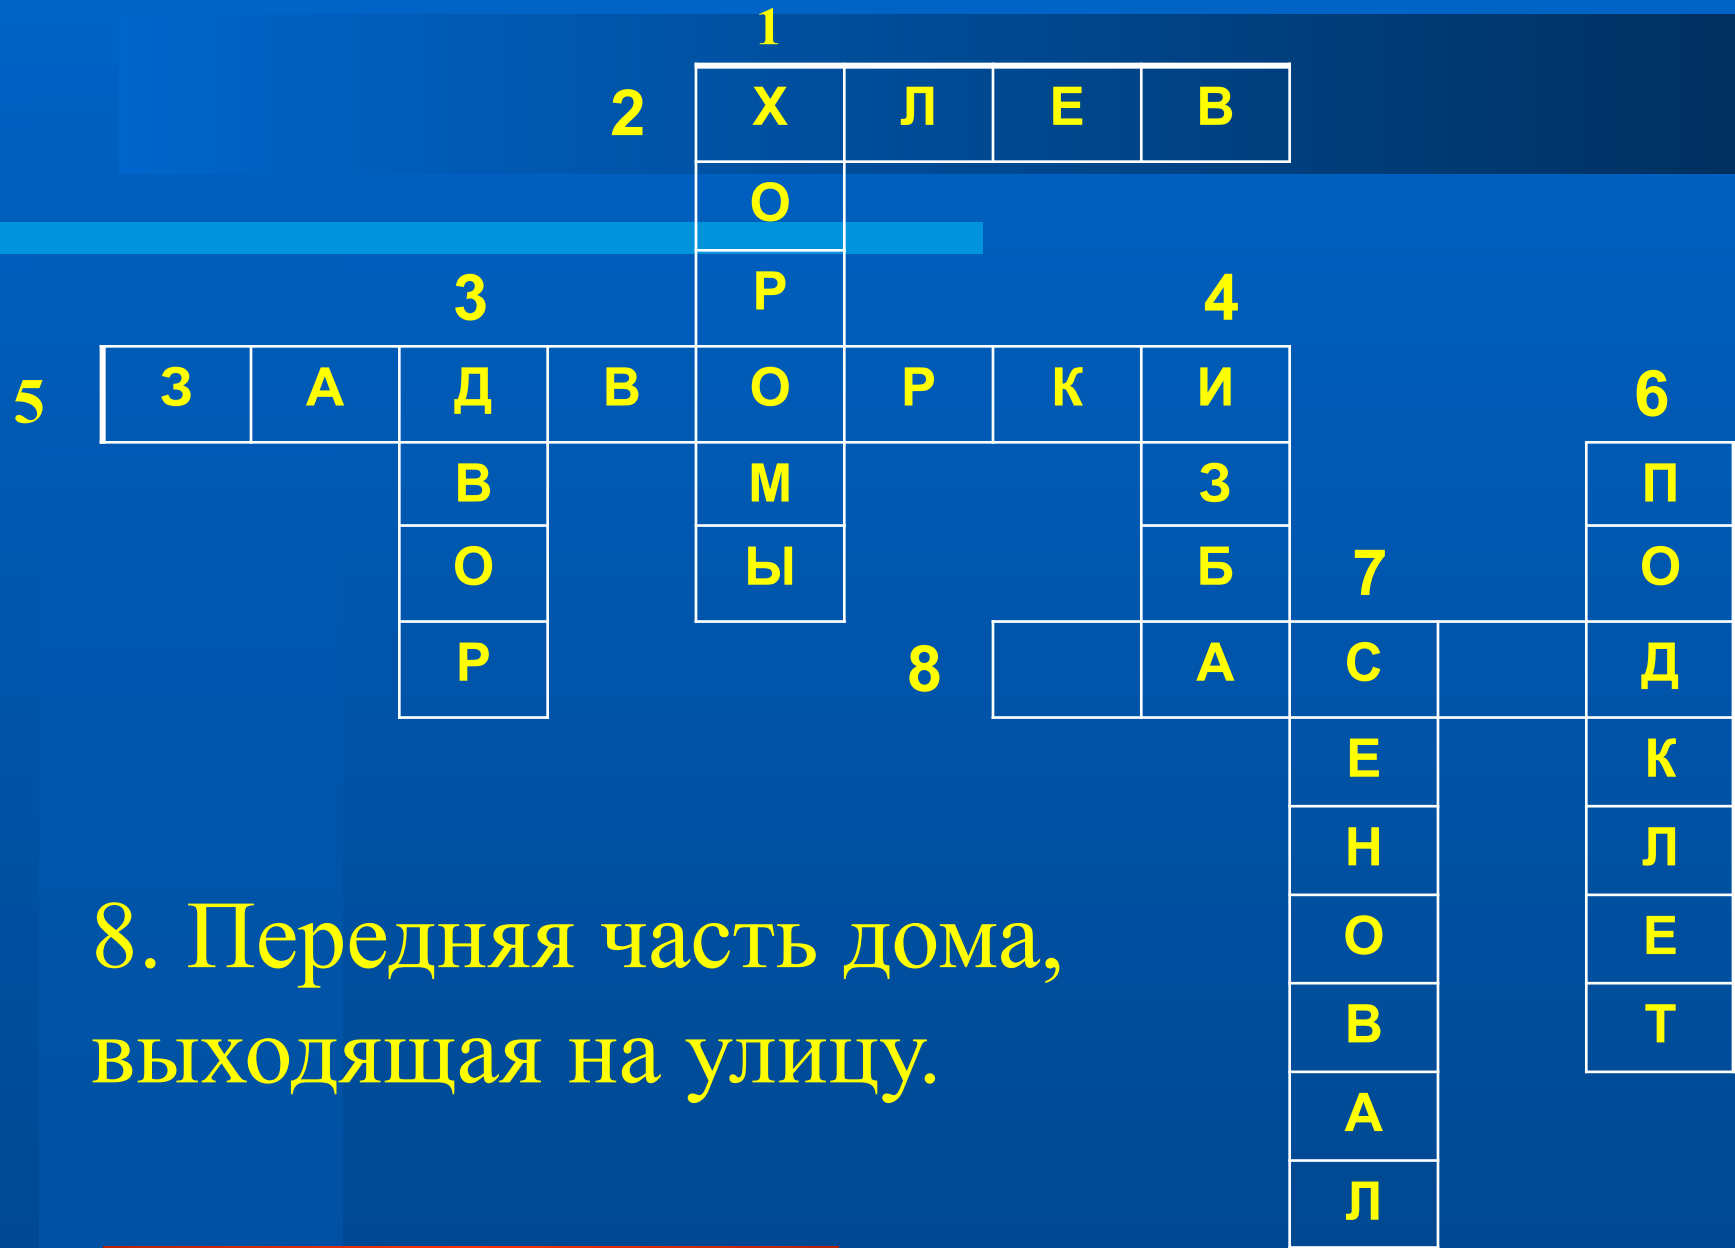 1
2 Х Л Е В
О
3 Р 4
5 З А Д В О Р К И 6
В М З П
О Ы Б 7 О
Р 8 А С Д
Е К
Н Л
О Е
В Т
А
Л
8. Передняя часть дома,
выходящая на улицу.